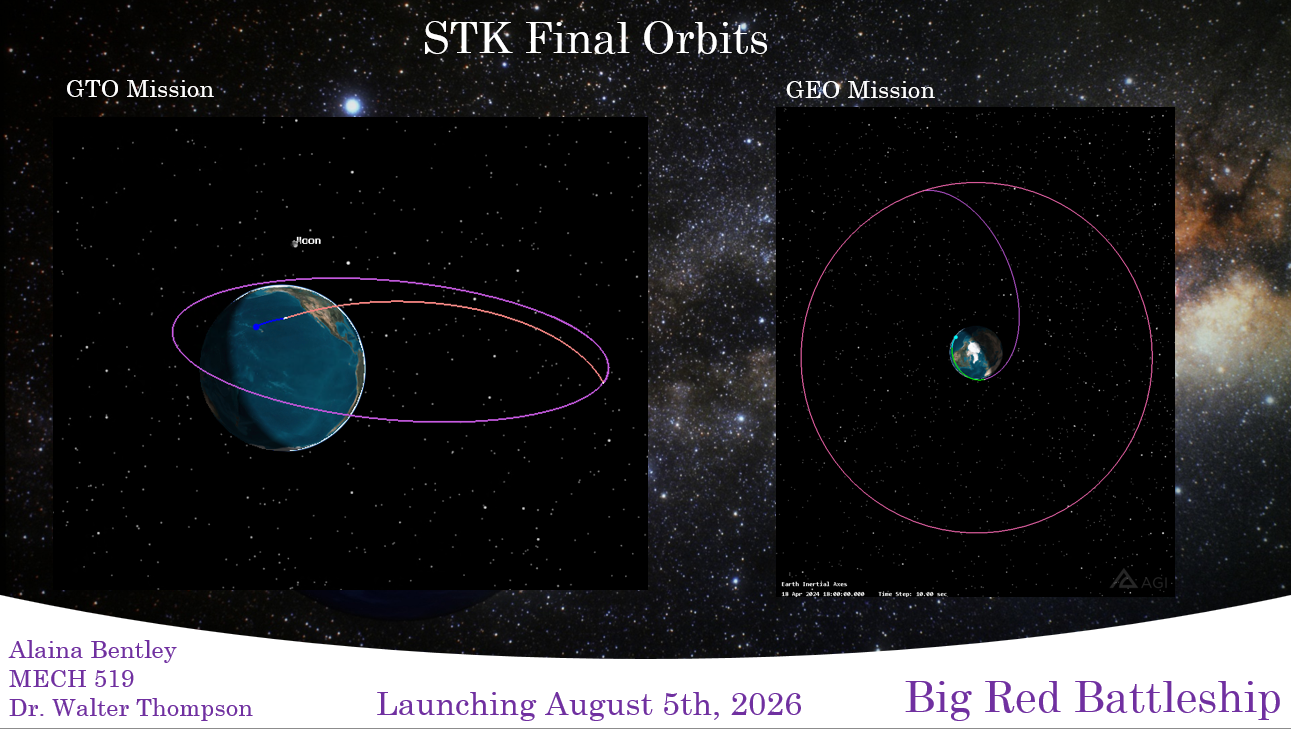 STK Final Orbits
GTO Mission
GEO Mission
Moon
Earth Inertial Axes
18 Apr 2024 18:00:00.000 Time Step: 10.00 sec
AGI
Alaina Bentley
MECH 519
Dr. Walter Thompson
Launching August 5th, 2026
Big Red Battleship